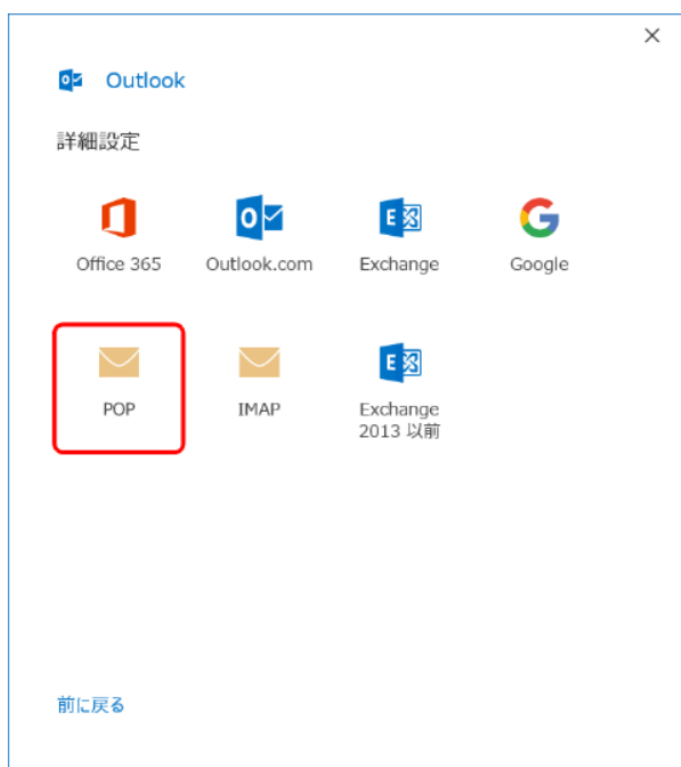 Outlook
詳細設定
Office 365
Outlook.com
Exchange
Google
POP
IMAP
Exchange
2013 以前
前に戻る